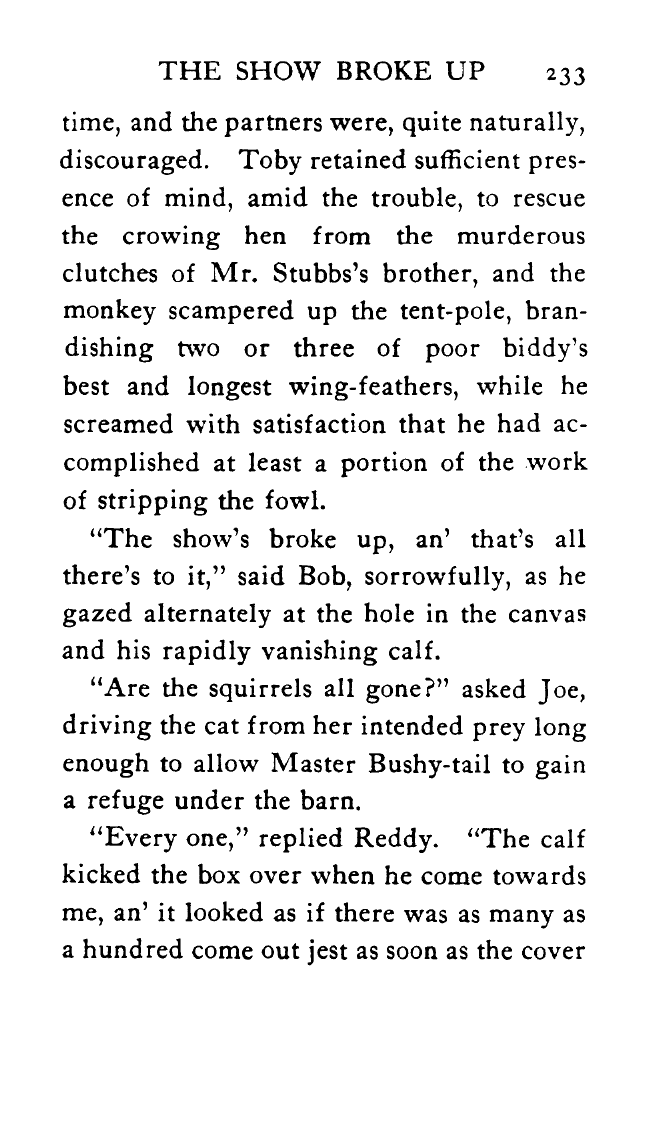 THE SHOW BROKE UP 233
time, and the partners were, quite naturally,
discouraged. Toby retained sufficient pres-
ence of mind, amid the trouble, to rescue
the crowing hen from the murderous
clutches of Mr. Stubbs's brother, and the
monkey scampered up the tent-pole, bran-
dishing two or three of poor biddy's
best and longest wing-feathers, while he
screamed with satisfaction that he had ac-
complished at least a portion of the work
of stripping the fowl.
"The show's broke up, an' that's all
there's to it," said Bob, sorrowfully, as he
gazed alternately at the hole in the canvas
and his rapidly vanishing calf.
"Are the squirrels all gone?" asked Joe,
driving the cat from her intended prey long
enough to allow Master Bushy-tail to gain
a refuge under the barn.
"Every one," replied Reddy. "The calf
kicked the box over when he come towards
me, an' it looked as if there was as many as
a hundred come out jest as soon as the cover